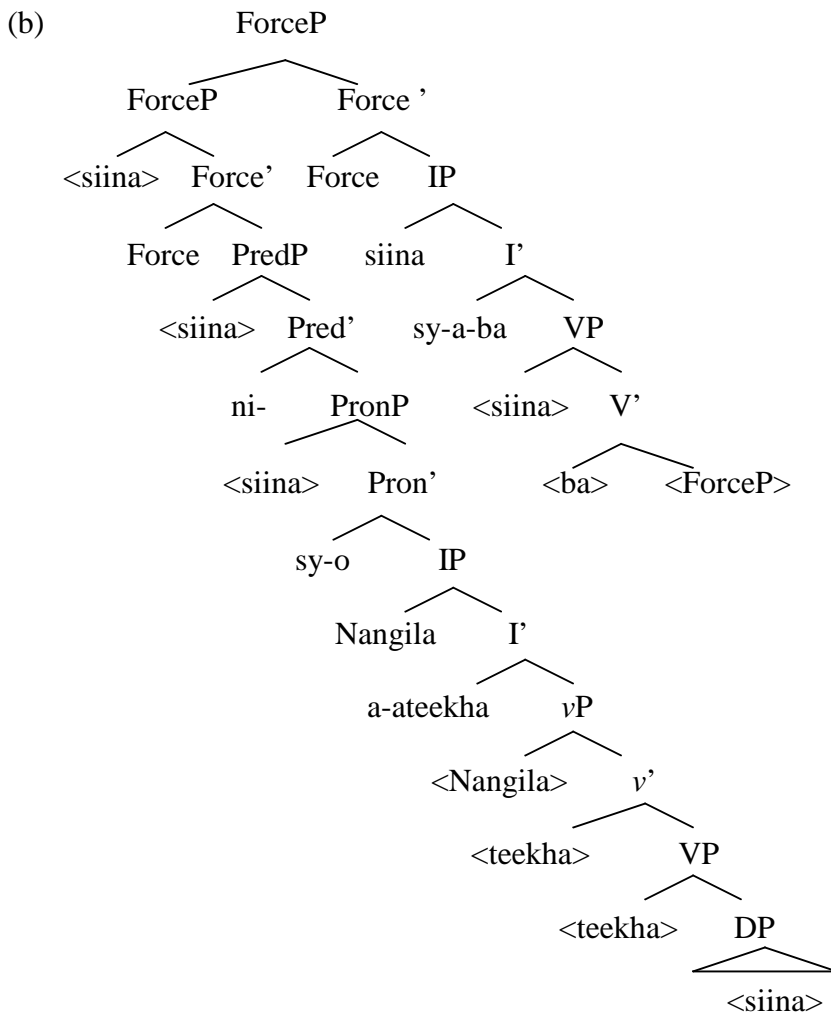 (b) ForceP
ForceP Force ’
<siina> Force’ Force IP
Force PredP siina I’
<siina> Pred’ sy-a-ba VP
ni- PronP <siina> V’
<siina> Pron’ <ba> <ForceP>
sy-o IP
Nangila I’
a-ateekha vP
<Nangila> v’
<teekha> VP
<teekha> DP
<siina>